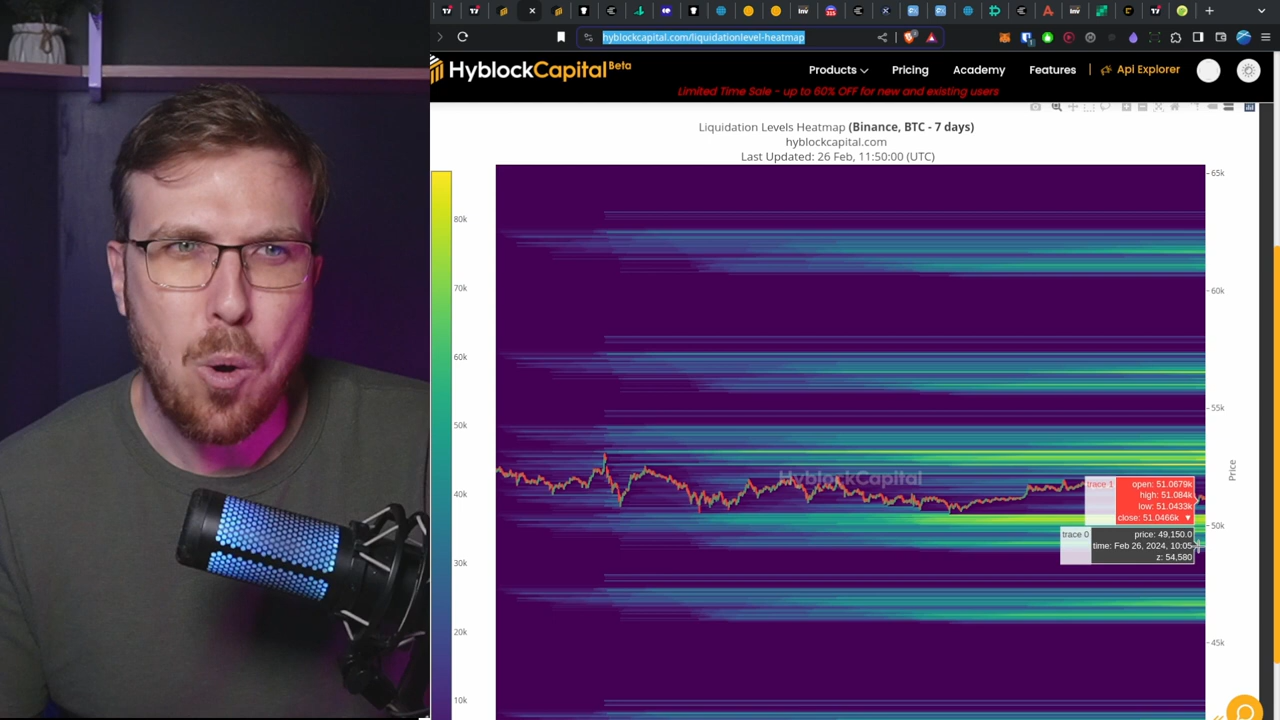 hyblockcapital.com/liquidationlevel-heatmap
HyblockCapital Beta
Products
Pricing
Academy
Features
Api Explorer
Limited Time Sale - up to 60% OFF for new and existing users
Liquidation Levels Heatmap (Binance, BTC - 7 days)
hyblockcapital.com
Last Updated: 26 Feb, 11:50:00 (UTC)
80k
70k
60k
50k
40k
30k
20k
10k
65k
60k
55k
50k
45k
Price
HyblockCapital
trace 1
open: 51.0679k
high: 51.084k
low: 51.0433k
close: 51.0466k ▼
trace 0
price: 49,150.0
time: Feb 26, 2024, 11:05
z: 54,580